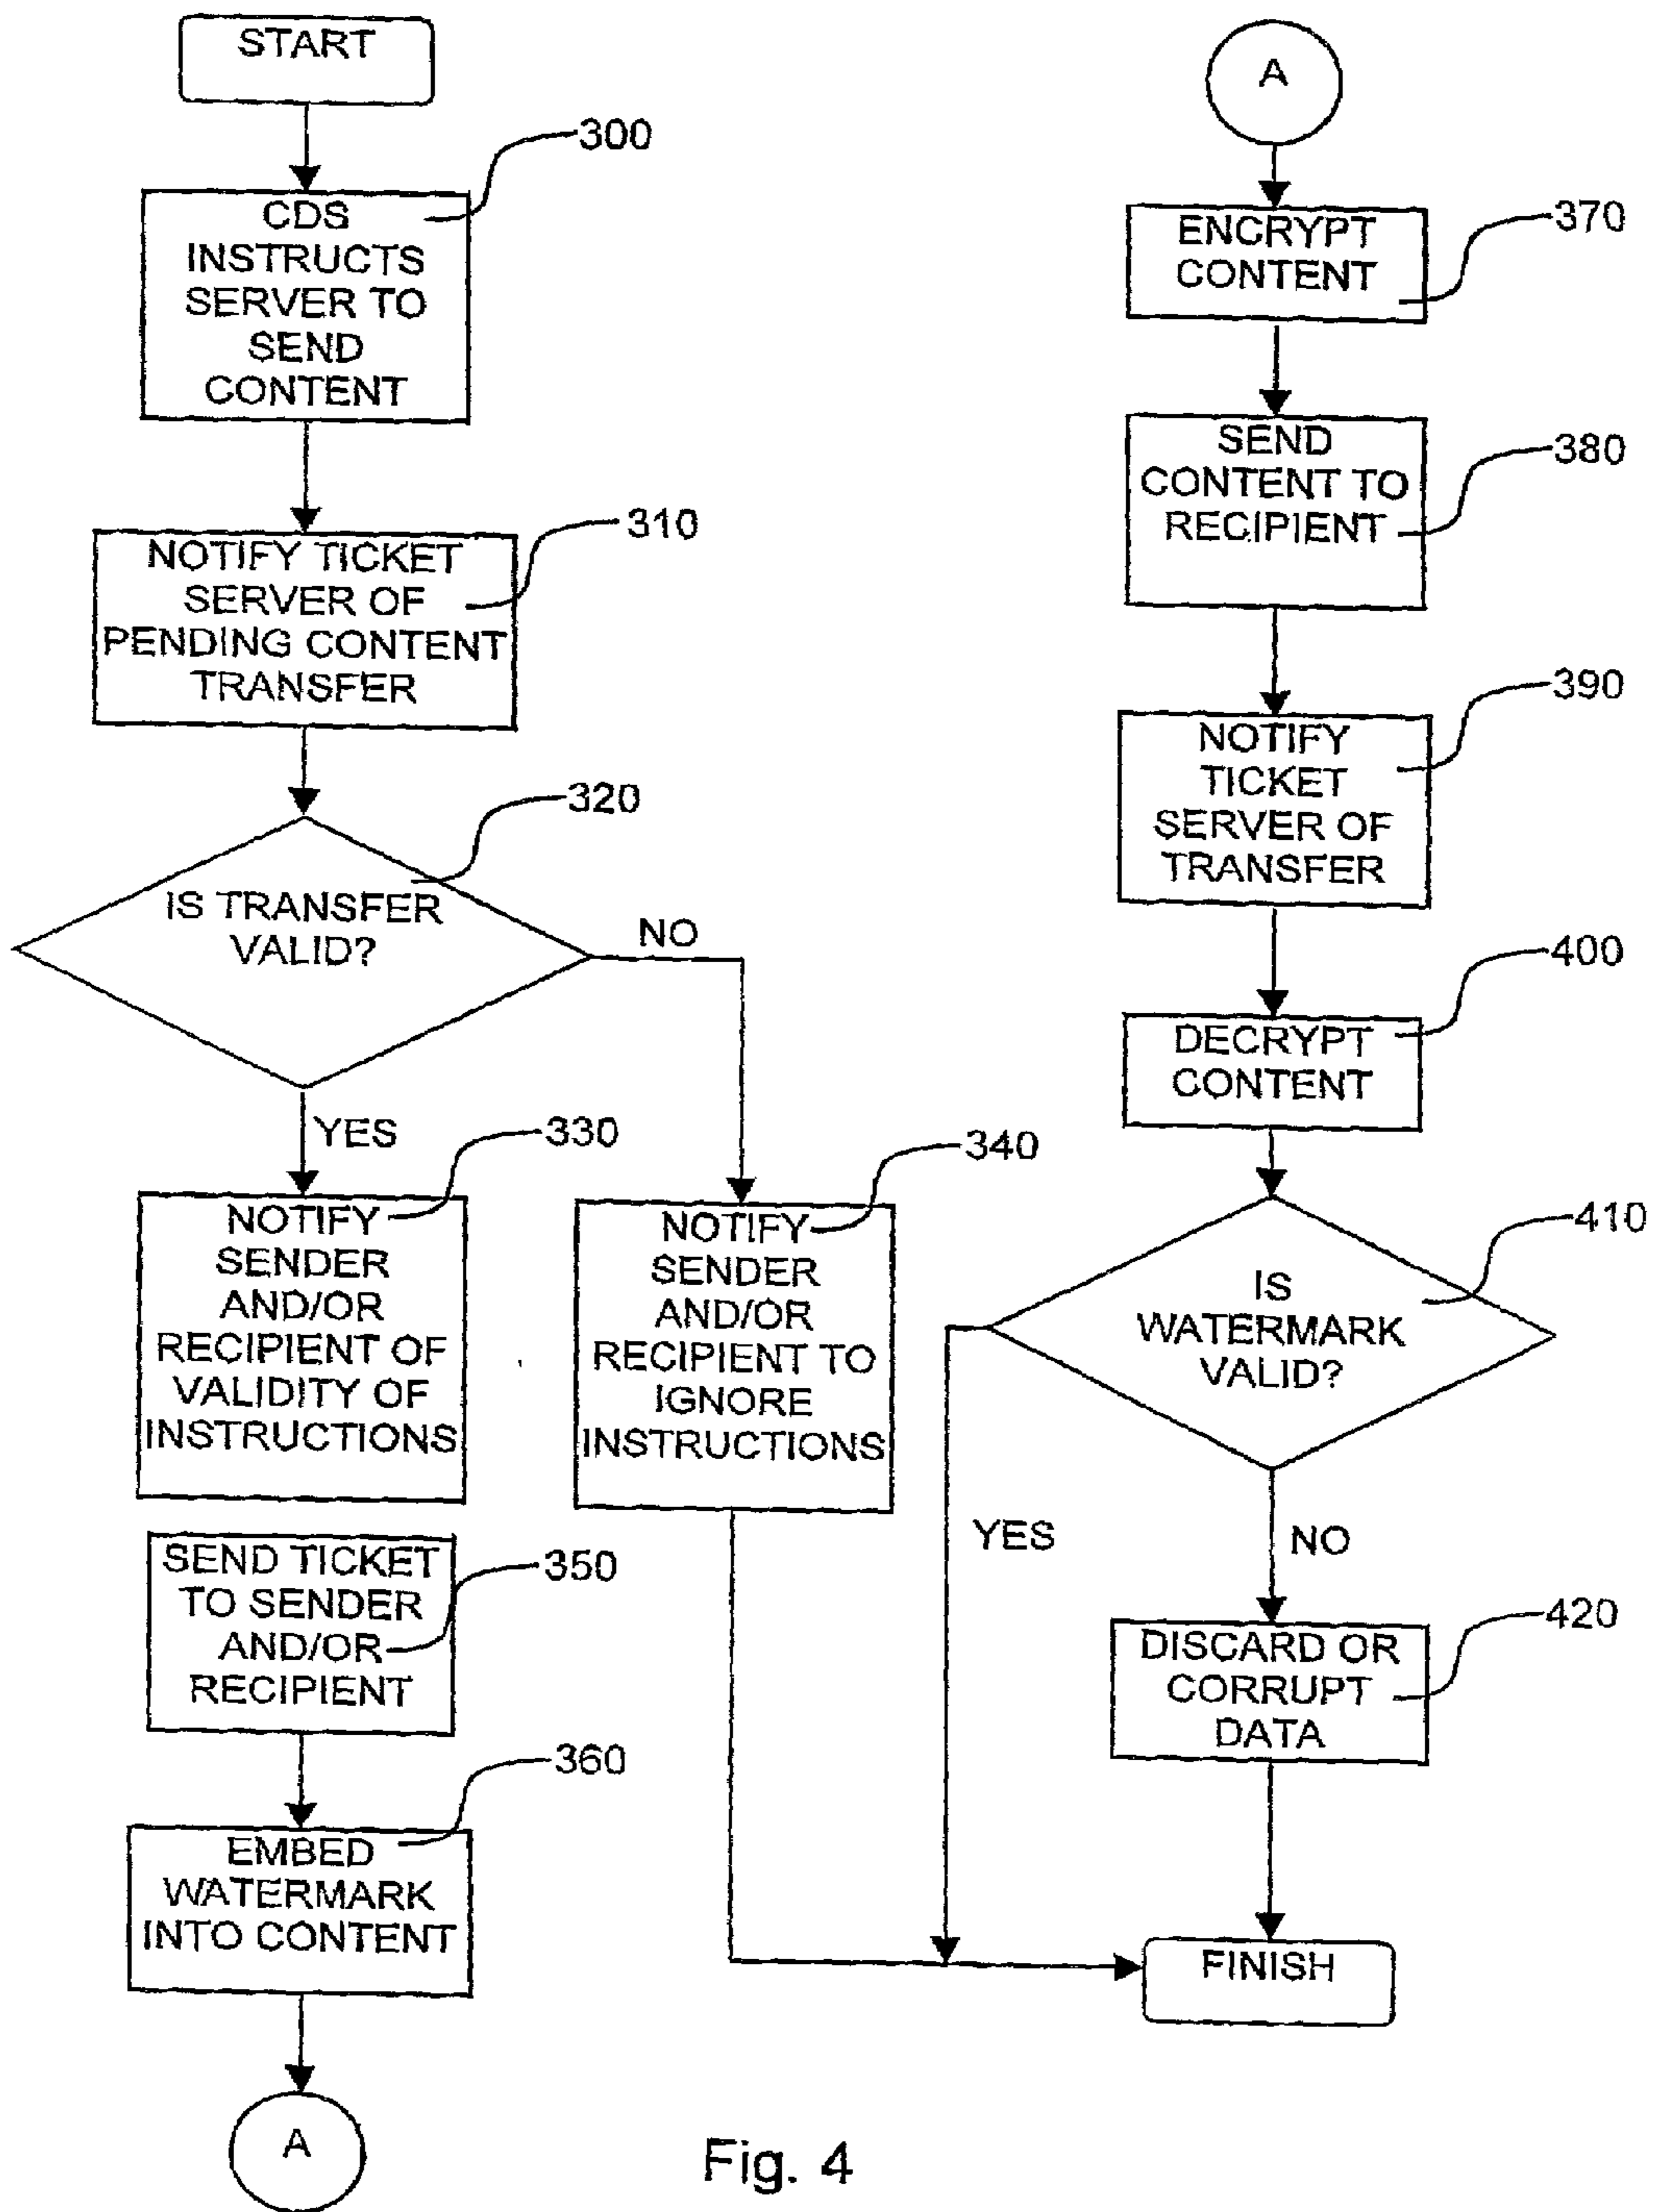 START
300
CDS
INSTRUCTS
SERVER TO
SEND
CONTENT
310
NOTIFY TICKET
SERVER OF
PENDING CONTENT
TRANSFER
320
IS TRANSFER
VALID?
NO
YES
330
NOTIFY
SENDER
AND/OR
RECIPIENT OF
VALIDITY OF
INSTRUCTIONS
340
NOTIFY
SENDER
AND/OR
RECIPIENT TO
IGNORE
INSTRUCTIONS
SEND TICKET
TO SENDER
AND/OR
RECIPIENT
350
360
EMBED
WATERMARK
INTO CONTENT
A
A
ENCRYPT
CONTENT
370
SEND
CONTENT TO
RECIPIENT
380
NOTIFY
TICKET
SERVER OF
TRANSFER
390
400
DECRYPT
CONTENT
410
IS
WATERMARK
VALID?
YES
NO
420
DISCARD OR
CORRUPT
DATA
FINISH
Fig. 4